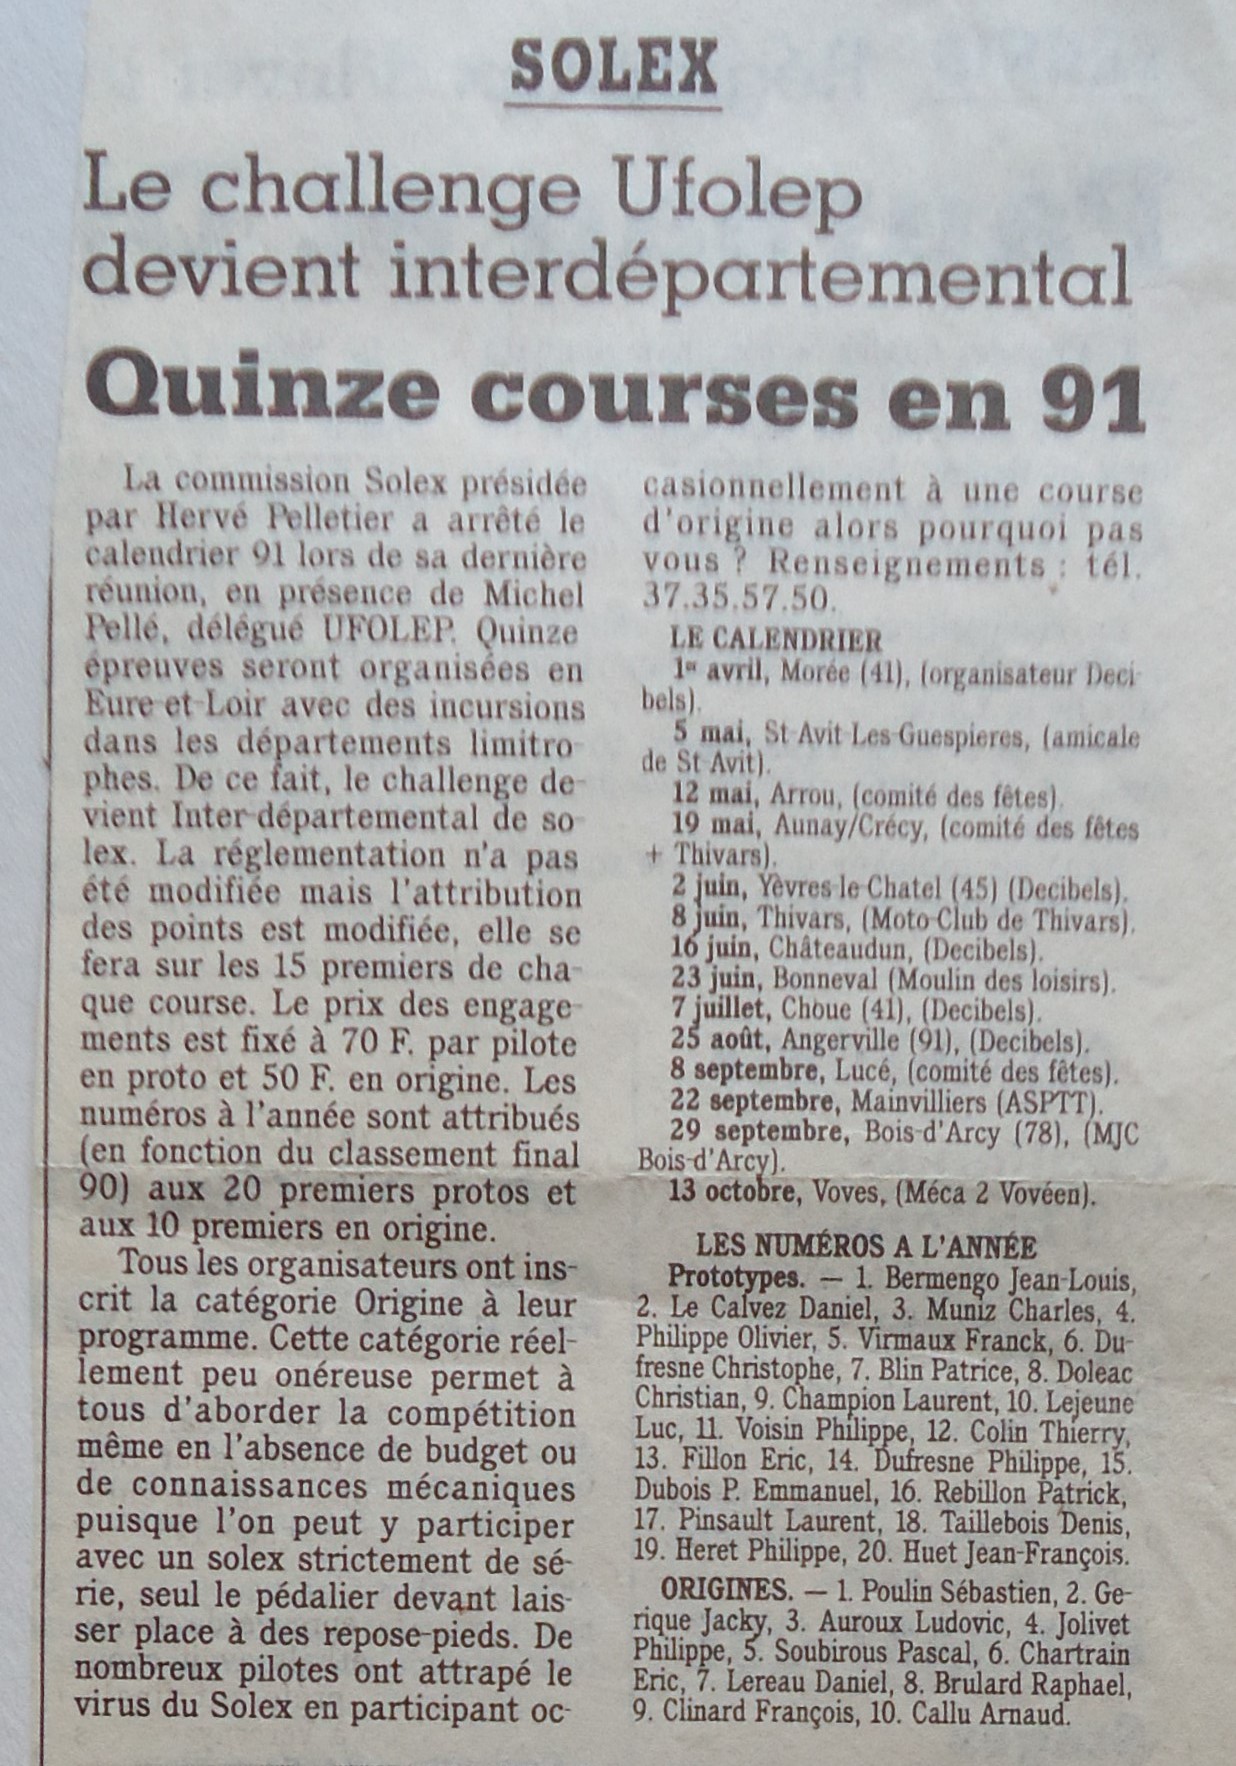 SOLEX
Le challenge Ufolep
devient interdépartemental
Quinze courses en 91
La commission Solex présidée
par Hervé Pelletier a arrêté le
calendrier 91 lors de sa dernière
réunion, en présence de Michel
Pellé, délégué UFOLEP. Quinze
épreuves seront organisées en
Eure-et-Loir avec des incursions
dans les départements limitro-
phes. De ce fait, le challenge de-
vient Inter-départemental de so-
lex. La réglementation n'a pas
été modifiée mais l'attribution
des points est modifiée, elle se
fera sur les 15 premiers de cha-
que course. Le prix des engage-
ments est fixé à 70 F. par pilote
en proto et 50 F. en origine. Les
numéros à l'année sont attribués
(en fonction du classement final
90) aux 20 premiers protos et
aux 10 premiers en origine.
Tous les organisateurs ont ins-
crit la catégorie Origine à leur
programme. Cette catégorie réel-
lement peu onéreuse permet à
tous d'aborder la compétition
même en l'absence de budget ou
de connaissances mécaniques
puisque l'on peut y participer
avec un solex strictement de sé-
rie, seul le pédalier devant lais-
ser place à des repose-pieds. De
nombreux pilotes ont attrapé le
virus du Solex en participant oc-
casionnellement à une course
d'origine alors pourquoi pas
vous ? Renseignements : tél.
37.35.57.50.
LE CALENDRIER
1er avril, Morée (41), (organisateur Deci-
bels).
5 mai, St-Avit-Les-Guespieres, (amicale
de St-Avit).
12 mai, Arrou, (comité des fêtes).
19 mai, Aunay/Crécy, (comité des fêtes
+ Thivars).
2 juin, Yèvres-le-Chatel (45) (Decibels).
8 juin, Thivars, (Moto-Club de Thivars).
16 juin, Châteaudun, (Decibels).
23 juin, Bonneval (Moulin des loisirs).
7 juillet, Choue (41), (Decibels).
25 août, Angerville (91), (Decibels).
8 septembre, Lucé, (comité des fêtes).
22 septembre, Mainvilliers (ASPTT).
29 septembre, Bois-d'Arcy (78), (MJC
Bois-d'Arcy).
13 octobre, Voves, (Méca 2 Vovéen).
LES NUMÉROS A L'ANNÉE
Prototypes. — 1. Bermengo Jean-Louis,
2. Le Calvez Daniel, 3. Muniz Charles, 4.
Philippe Olivier, 5. Virmaux Franck, 6. Du-
fresne Christophe, 7. Blin Patrice, 8. Doleac
Christian, 9. Champion Laurent, 10. Lejeune
Luc, 11. Voisin Philippe, 12. Colin Thierry,
13. Fillon Eric, 14. Dufresne Philippe, 15.
Dubois P. Emmanuel, 16. Rebillon Patrick,
17. Pinsault Laurent, 18. Taillebois Denis,
19. Heret Philippe, 20. Huet Jean-François.
ORIGINES. — 1. Poulin Sébastien, 2. Ge-
rique Jacky, 3. Auroux Ludovic, 4. Jolivet
Philippe, 5. Soubirous Pascal, 6. Chartrain
Eric, 7. Lereau Daniel, 8. Brulard Raphael,
9. Clinard François, 10. Callu Arnaud.